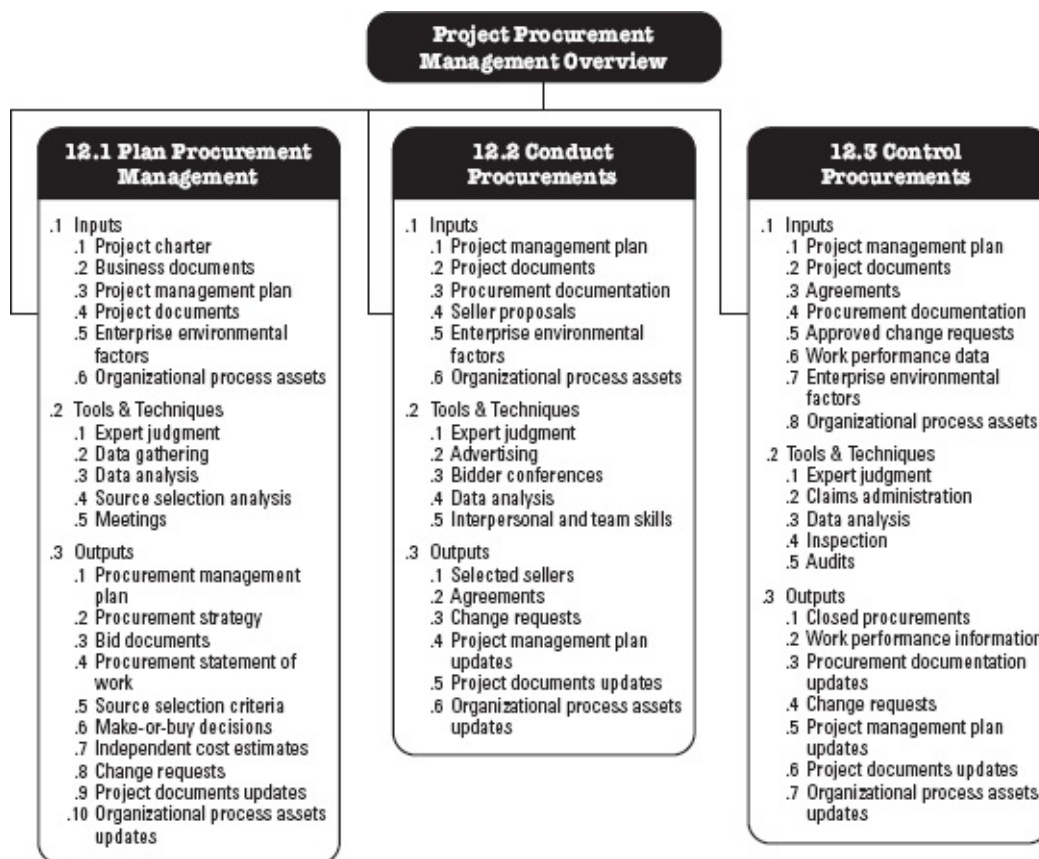 Project Procurement
Management Overview
12.1 Plan Procurement
Management
.1 Inputs
.1 Project charter
.2 Business documents
.3 Project management plan
.4 Project documents
.5 Enterprise environmental
factors
.6 Organizational process assets
.2 Tools & Techniques
.1 Expert judgment
.2 Data gathering
.3 Data analysis
.4 Source selection analysis
.5 Meetings
.3 Outputs
.1 Procurement management
plan
.2 Procurement strategy
.3 Bid documents
.4 Procurement statement of
work
.5 Source selection criteria
.6 Make-or-buy decisions
.7 Independent cost estimates
.8 Change requests
.9 Project documents updates
.10 Organizational process assets
updates
12.2 Conduct
Procurements
.1 Inputs
.1 Project management plan
.2 Project documents
.3 Procurement documentation
.4 Seller proposals
.5 Enterprise environmental
factors
.6 Organizational process assets
.2 Tools & Techniques
.1 Expert judgment
.2 Advertising
.3 Bidder conferences
.4 Data analysis
.5 Interpersonal and team skills
.3 Outputs
.1 Selected sellers
.2 Agreements
.3 Change requests
.4 Project management plan
updates
.5 Project documents updates
.6 Organizational process assets
updates
12.3 Control
Procurements
.1 Inputs
.1 Project management plan
.2 Project documents
.3 Agreements
.4 Procurement documentation
.5 Approved change requests
.6 Work performance data
.7 Enterprise environmental
factors
.8 Organizational process assets
.2 Tools & Techniques
.1 Expert judgment
.2 Claims administration
.3 Data analysis
.4 Inspection
.5 Audits
.3 Outputs
.1 Closed procurements
.2 Work performance information
.3 Procurement documentation
updates
.4 Change requests
.5 Project management plan
updates
.6 Project documents updates
.7 Organizational process assets
updates